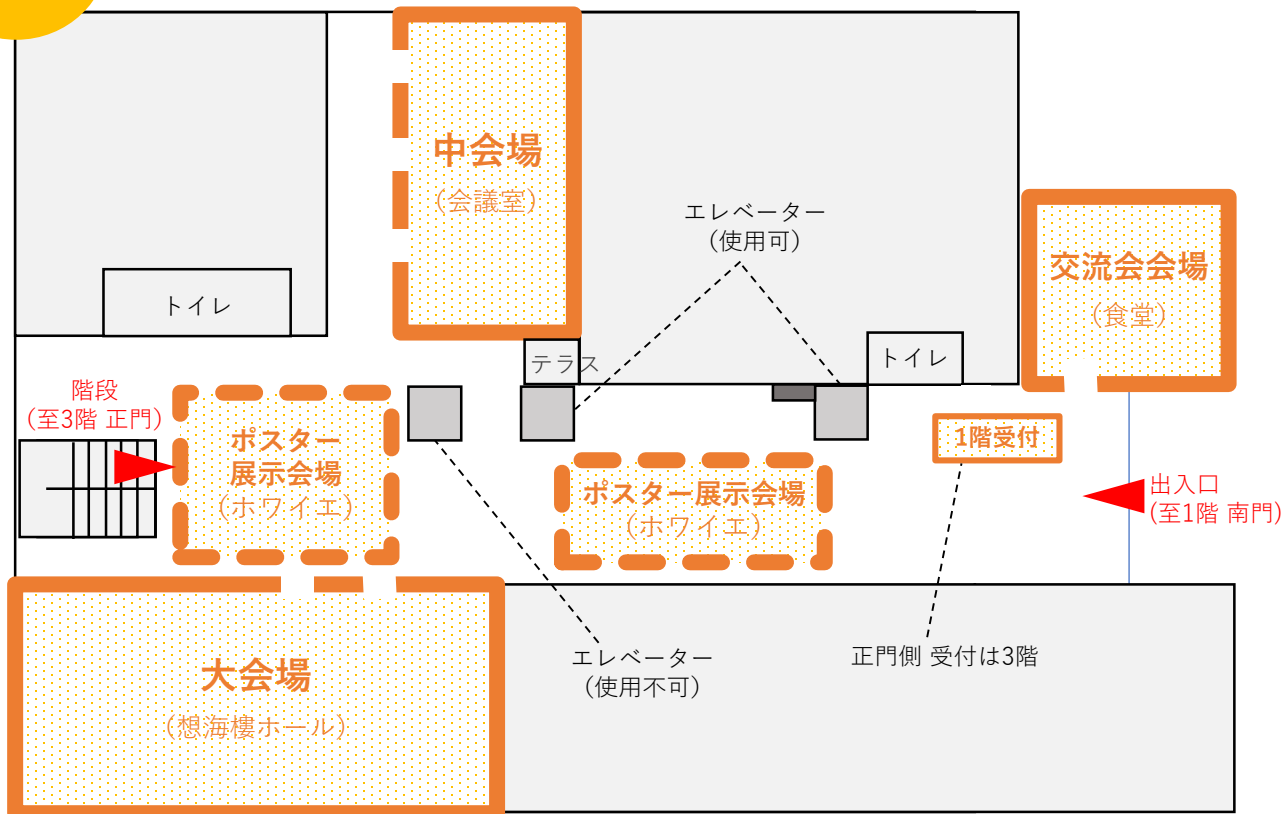 中会場
（会議室）
エレベーター
（使用可）
交流会会場
（食堂）
トイレ
テラス
トイレ
階段
（至3階 正門）
ポスター
展示会場
（ホワイエ）
1階受付
ポスター展示会場
（ホワイエ）
出入口
（至1階 南門）
大会場
（想海樓ホール）
エレベーター
（使用不可）
正門側 受付は3階